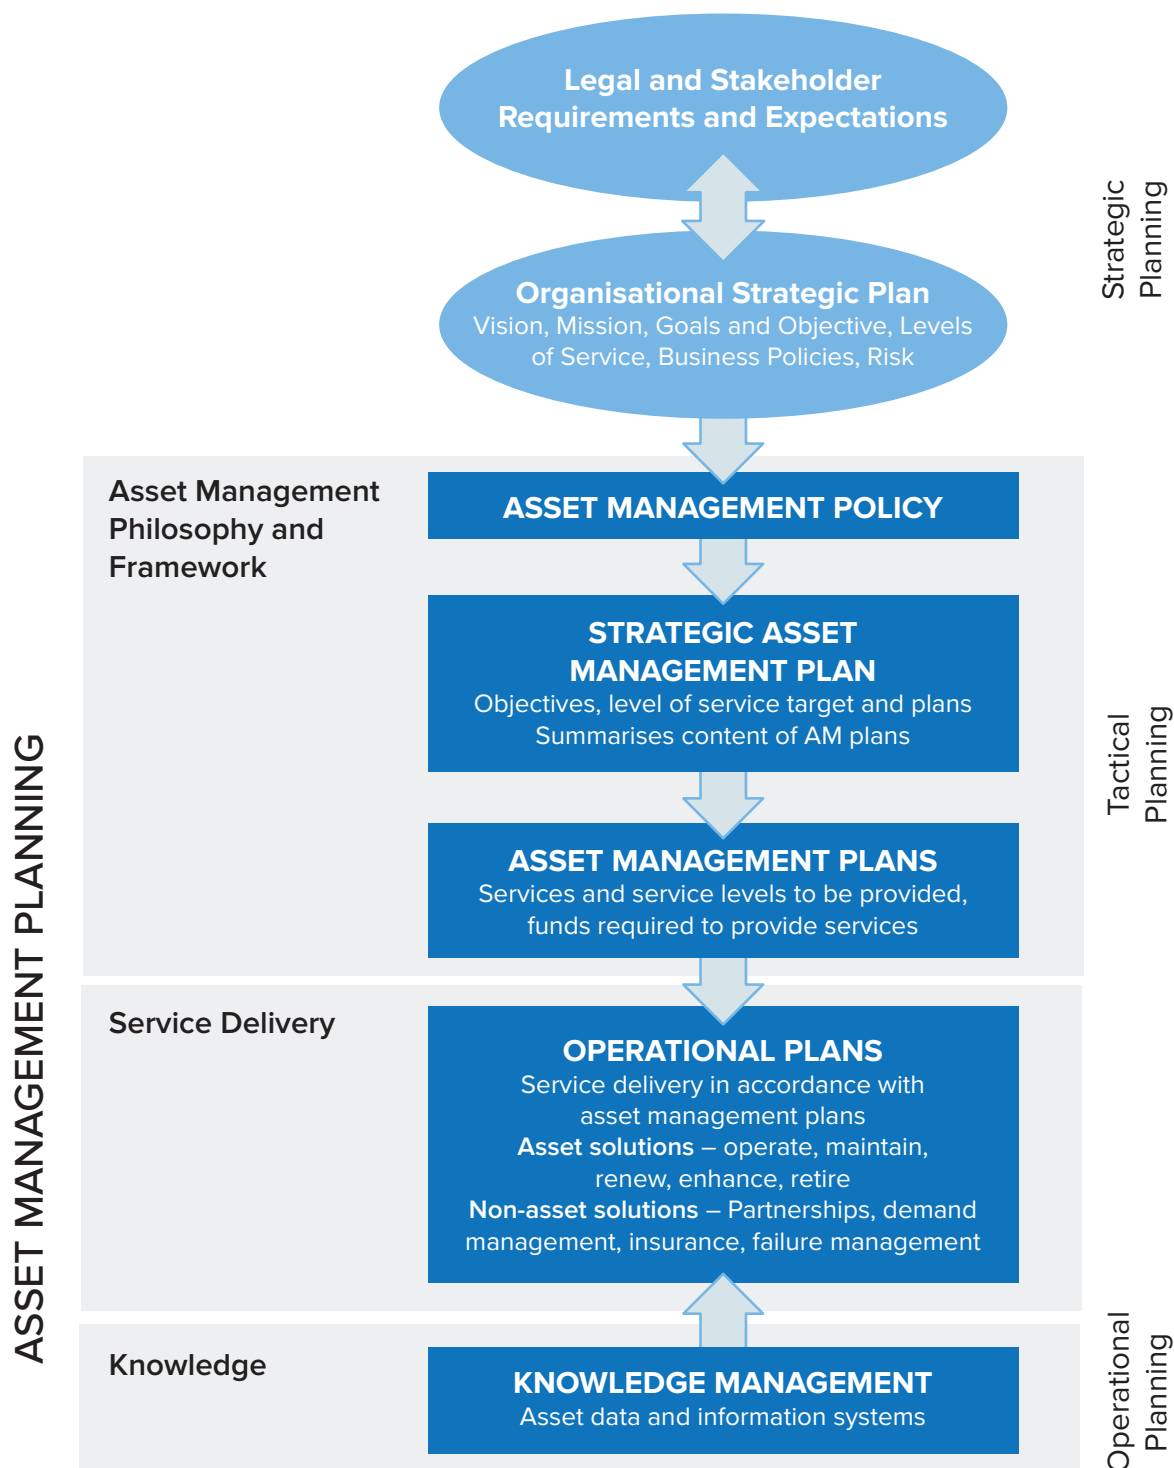 Legal and Stakeholder
Requirements and Expectations
Strategic
Planning
Organisational Strategic Plan
Vision, Mission, Goals and Objective, Levels
of Service, Business Policies, Risk
Asset Management
Philosophy and
Framework
ASSET MANAGEMENT POLICY
STRATEGIC ASSET
MANAGEMENT PLAN
Objectives, level of service target and plans
Summarises content of AM plans
Tactical
Planning
ASSET MANAGEMENT PLANS
Services and service levels to be provided,
funds required to provide services
ASSET MANAGEMENT PLANNING
Service Delivery
OPERATIONAL PLANS
Service delivery in accordance with
asset management plans
Asset solutions – operate, maintain,
renew, enhance, retire
Non-asset solutions – Partnerships, demand
management, insurance, failure management
Knowledge
KNOWLEDGE MANAGEMENT
Asset data and information systems
Operational
Planning